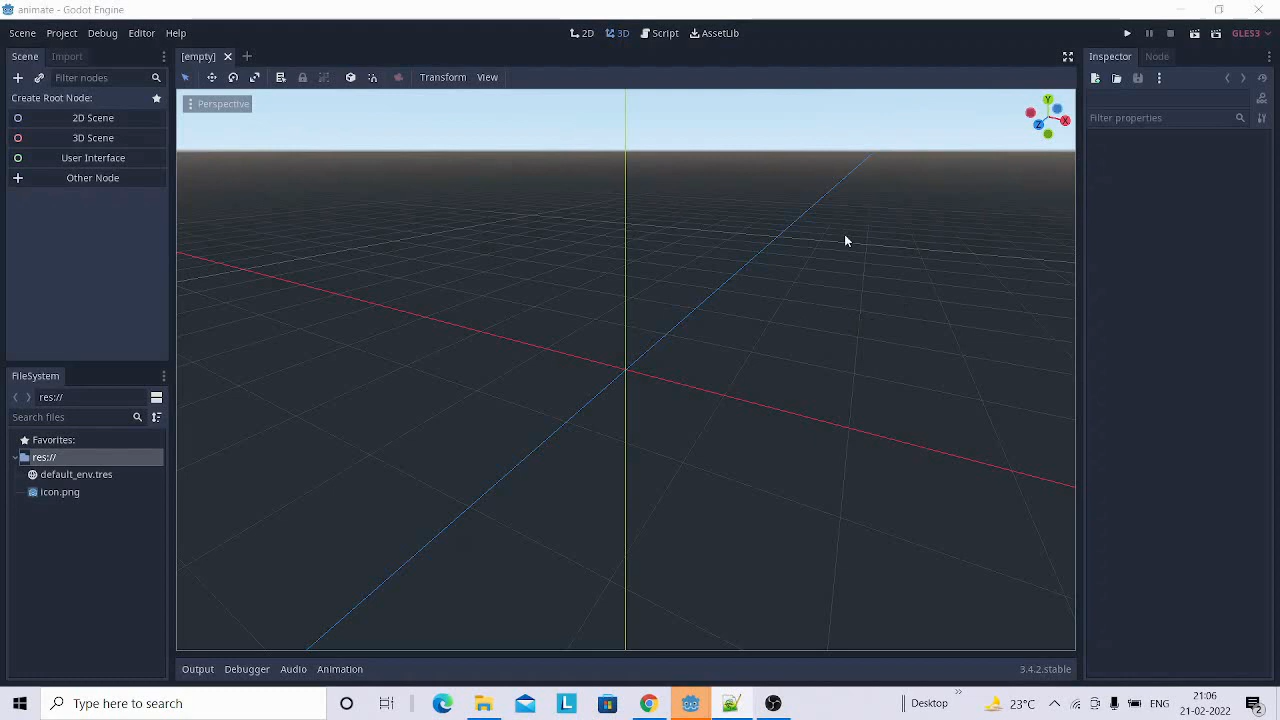 animate - Godot Engine
Scene Project Debug Editor Help
2D 3D Script AssetLib
GLES3
Scene Import
[empty]
Inspector Node
Filter nodes
Transform View
Create Root Node:
Perspective
Y
X
Z
Filter properties
2D Scene
3D Scene
User Interface
Other Node
FileSystem
res://
Search files
Favorites:
res://
default_env.tres
icon.png
Output Debugger Audio Animation
3.4.2.stable
Type here to search
L
Desktop
23°C
ENG
21:06
21-02-2022
2